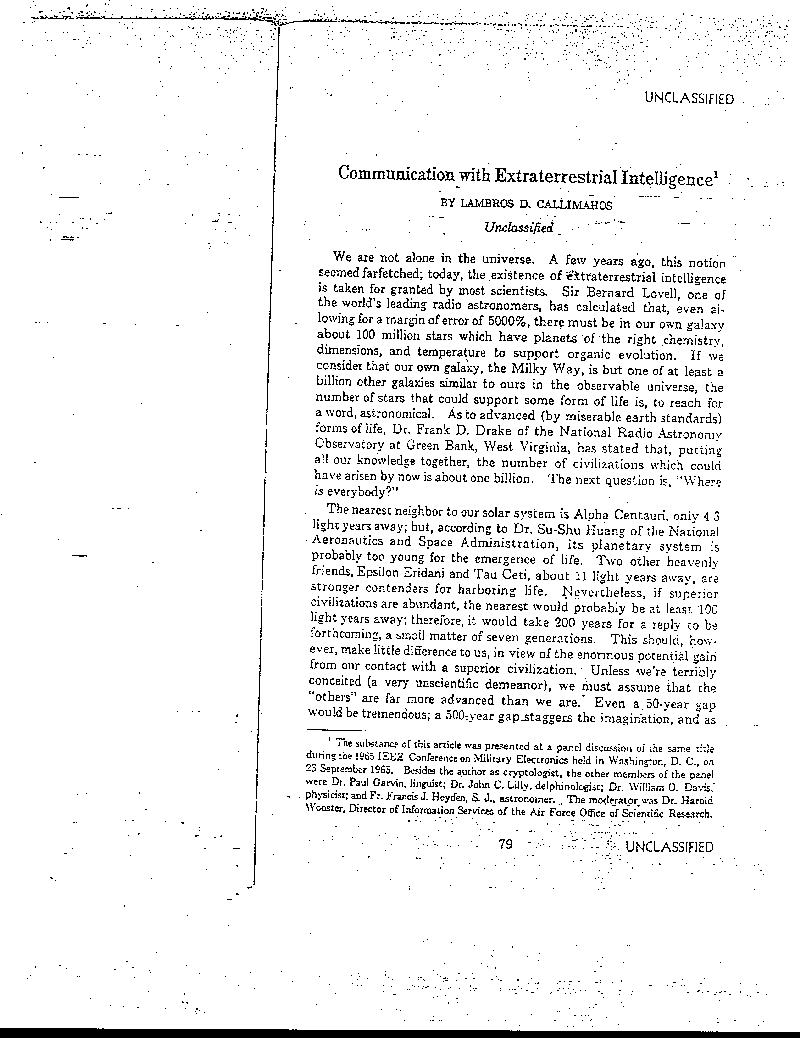 UNCLASSIFIED
Communication with Extraterrestrial Intelligence¹
BY LAMBROS D. CALLIMAHOS
Unclassified
We are not alone in the universe. A few years ago, this notion
seemed farfetched; today, the existence of extraterrestrial intelligence
is taken for granted by most scientists. Sir Bernard Lovell, one of
the world's leading radio astronomers, has calculated that, even al-
lowing for a margin of error of 5000%, there must be in our own galaxy
about 100 million stars which have planets of the right chemistry,
dimensions, and temperature to support organic evolution. If we
consider that our own galaxy, the Milky Way, is but one of at least a
billion other galaxies similar to ours in the observable universe, the
number of stars that could support some form of life is, to reach for
a word, astronomical. As to advanced (by miserable earth standards)
forms of life, Dr. Frank D. Drake of the National Radio Astronomy
Observatory at Green Bank, West Virginia, has stated that, putting
all our knowledge together, the number of civilizations which could
have arisen by now is about one billion. The next question is, "Where
is everybody?"
The nearest neighbor to our solar system is Alpha Centauri, only 4.3
light years away; but, according to Dr. Su-Shu Huang of the National
Aeronautics and Space Administration, its planetary system is
probably too young for the emergence of life. Two other heavenly
friends, Epsilon Eridani and Tau Ceti, about 11 light years away, are
stronger contenders for harboring life. Nevertheless, if superior
civilizations are abundant, the nearest would probably be at least 100
light years away; therefore, it would take 200 years for a reply to be
forthcoming, a small matter of seven generations. This should, how-
ever, make little difference to us, in view of the enormous potential gain
from our contact with a superior civilization. Unless we're terribly
conceited (a very unscientific demeanor), we must assume that the
"others" are far more advanced than we are. Even a 50-year gap
would be tremendous; a 500-year gap staggers the imagination, and as
¹ The substance of this article was presented at a panel discussion of the same title
during the 1965 IEEE Conference on Military Electronics held in Washington, D. C., on
23 September 1965. Besides the author as cryptologist, the other members of the panel
were Dr. Paul Garvin, linguist; Dr. John C. Lilly, delphinologist; Dr. William O. Davis,
physicist; and Fr. Francis J. Heyden, S. J., astronomer. The moderator was Dr. Harold
Wooster, Director of Information Services of the Air Force Office of Scientific Research.
79
UNCLASSIFIED